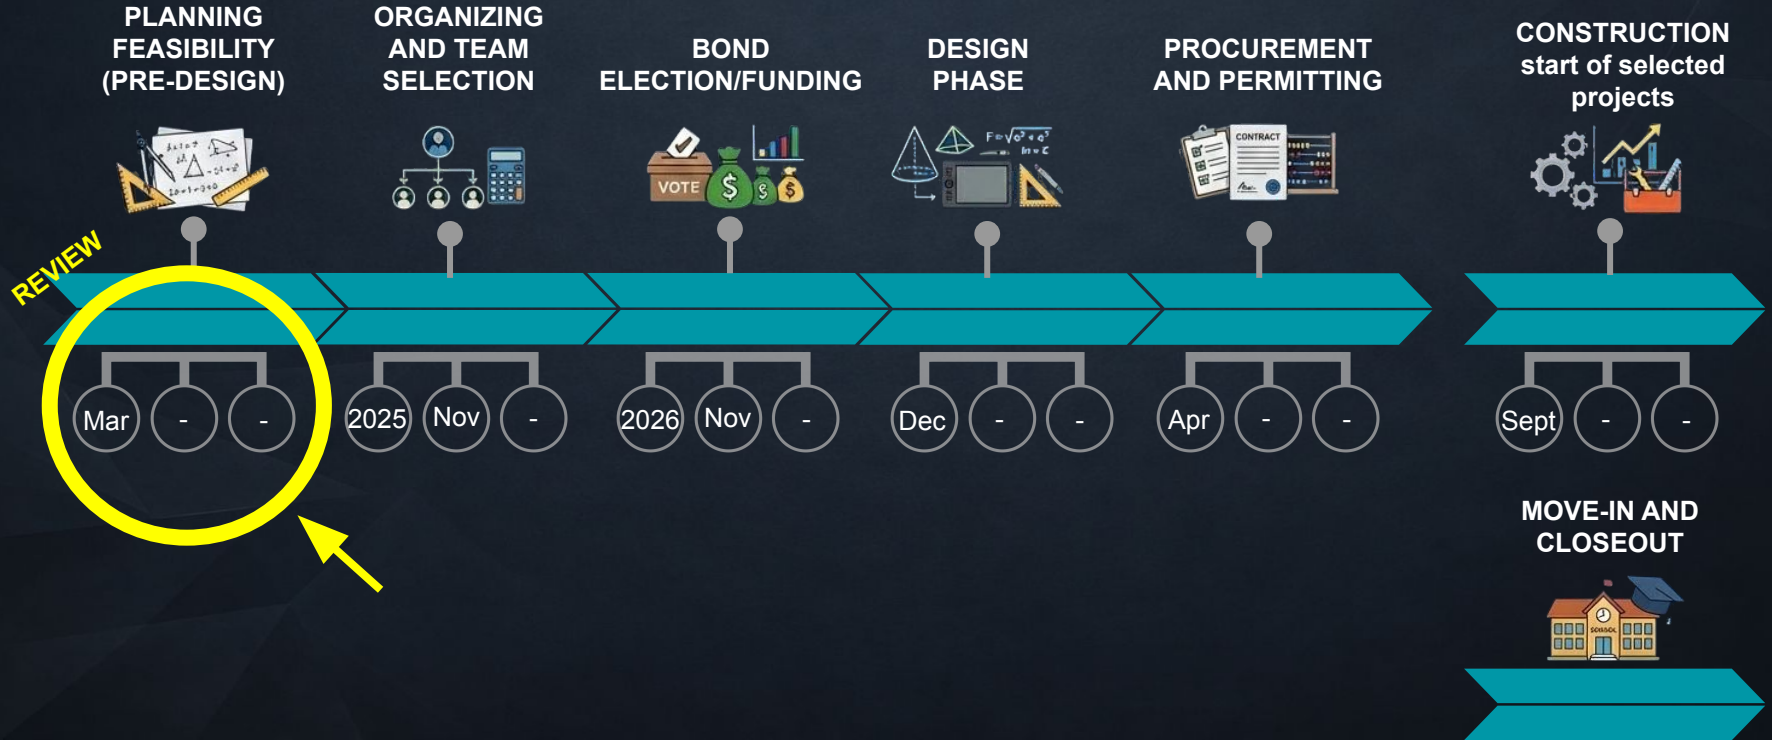 PLANNING
FEASIBILITY
(PRE-DESIGN)
ORGANIZING
AND TEAM
SELECTION
BOND
ELECTION/FUNDING
DESIGN
PHASE
PROCUREMENT
AND PERMITTING
CONSTRUCTION
start of selected
projects
VOTE
$
$
$
CONTRACT
REVIEW
Mar - -
2025 Nov -
2026 Nov -
Dec - -
Apr - -
Sept - -
MOVE-IN AND
CLOSEOUT
SCHOOL